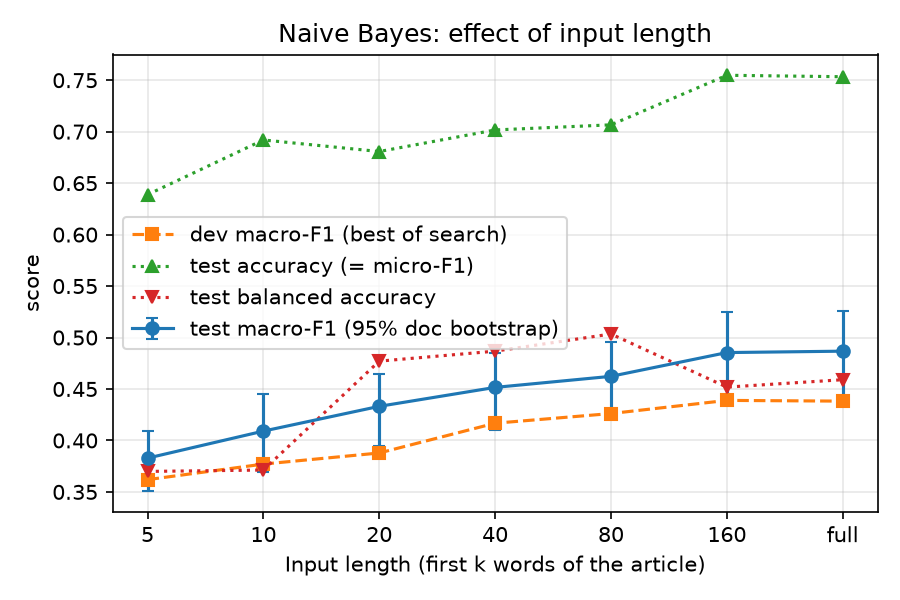 Naive Bayes: effect of input length
score
0.75
0.70
0.65
0.60
0.55
0.50
0.45
0.40
0.35
dev macro-F1 (best of search)
test accuracy (= micro-F1)
test balanced accuracy
test macro-F1 (95% doc bootstrap)
5 10 20 40 80 160 full
Input length (first k words of the article)